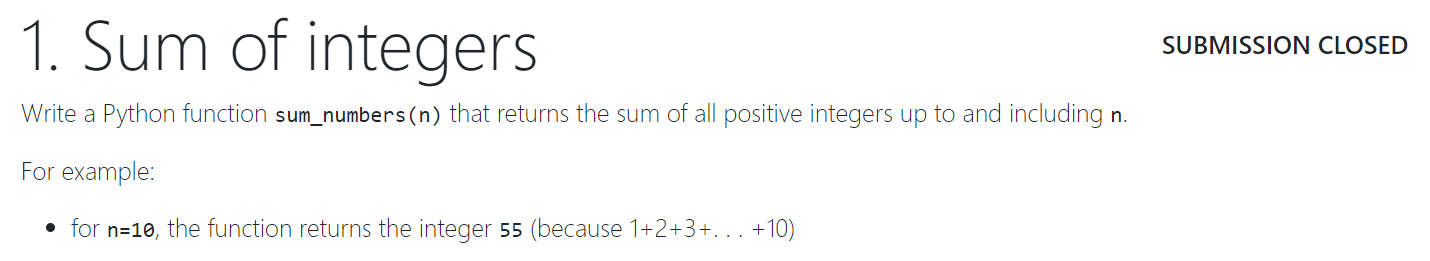 1. Sum of integers
SUBMISSION CLOSED
Write a Python function sum_numbers(n) that returns the sum of all positive integers up to and including n.
For example:
• for n=10, the function returns the integer 55 (because 1+2+3+. . . +10)